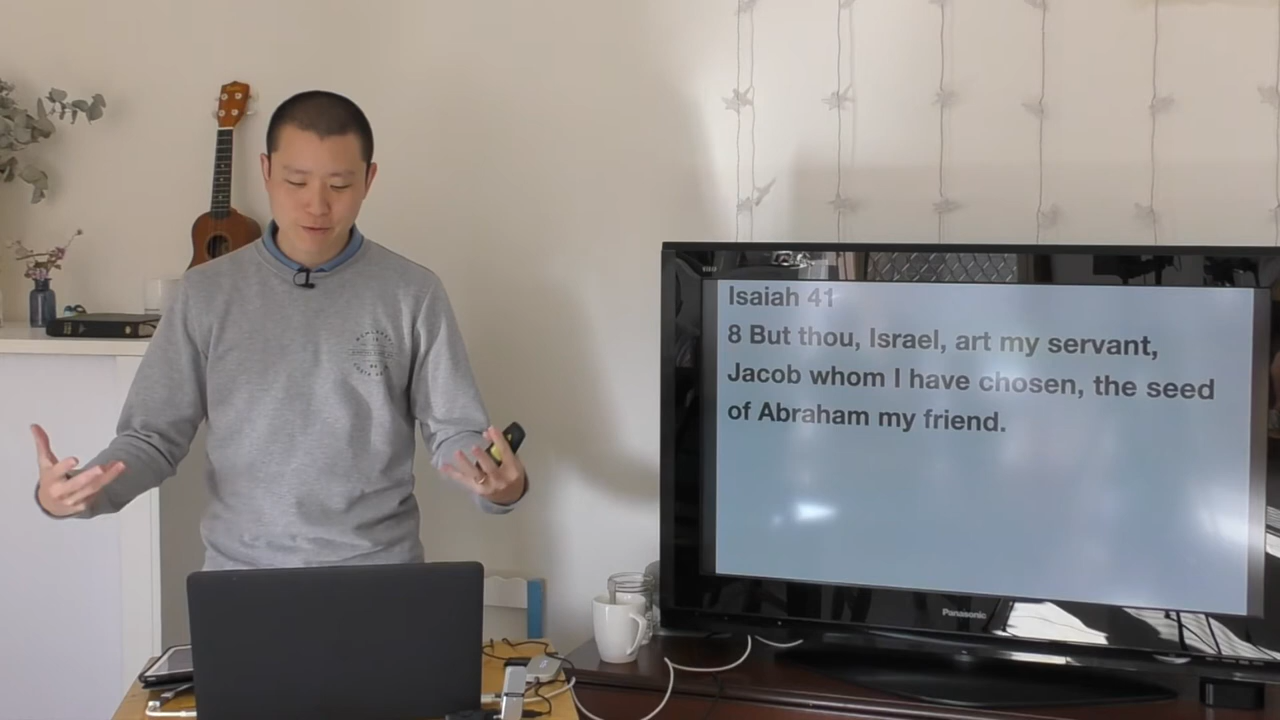 Isaiah 41
8 But thou, Israel, art my servant,
Jacob whom I have chosen, the seed
of Abraham my friend.
Panasonic